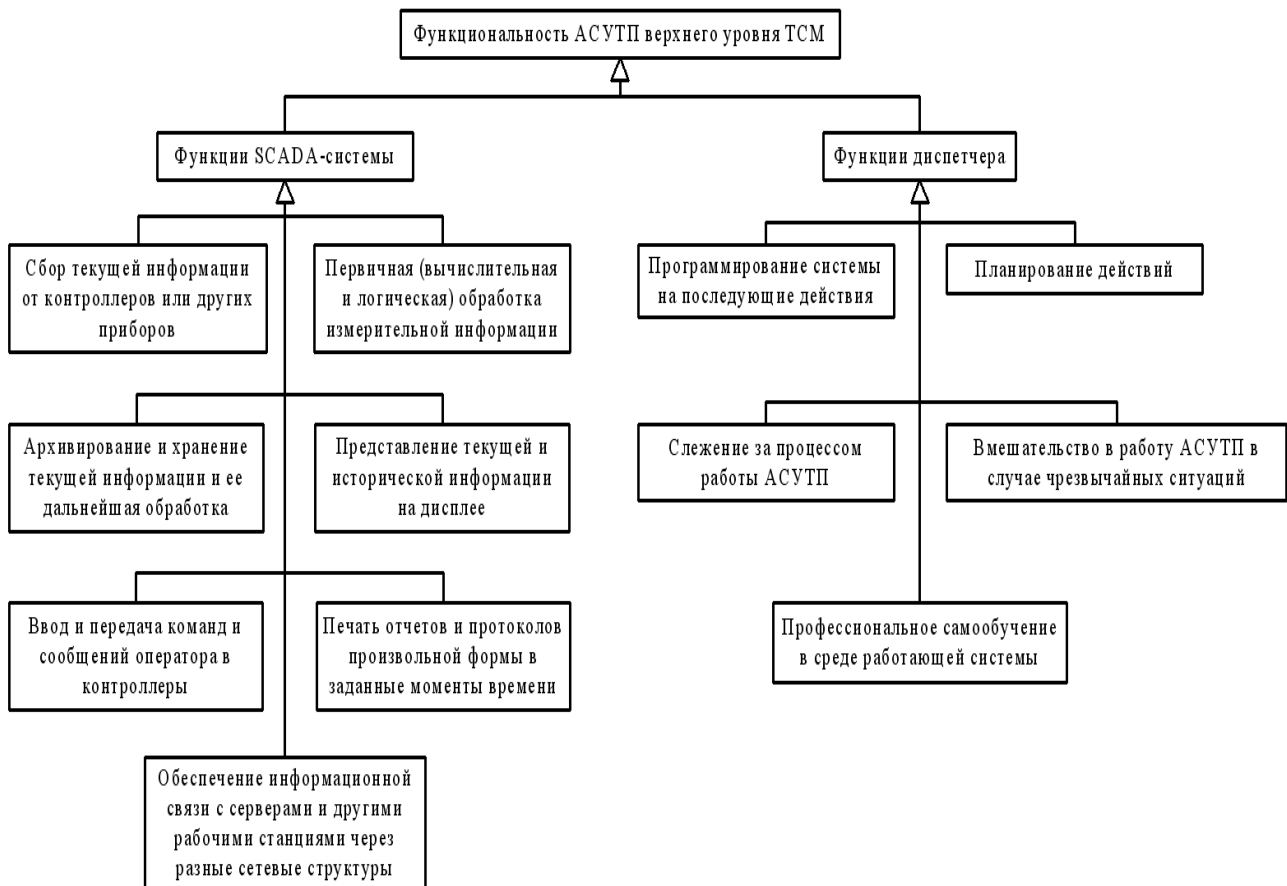 Функциональность АСУТП верхнего уровня ТСМ
Функции SCADA-системы
Функции диспетчера
Сбор текущей информации
от контроллеров или других
приборов
Первичная (вычислительная
и логическая) обработка
измерительной информации
Программирование системы
на последующие действия
Планирование действий
Архивирование и хранение
текущей информации и ее
дальнейшая обработка
Представление текущей и
исторической информации
на дисплее
Слежение за процессом
работы АСУТП
Вмешательство в работу АСУТП в
случае чрезвычайных ситуаций
Ввод и передача команд и
сообщений оператора в
контроллеры
Печать отчетов и протоколов
произвольной формы в
заданные моменты времени
Профессиональное самообучение
в среде работающей системы
Обеспечение информационной
связи с серверами и другими
рабочими станциями через
разные сетевые структуры